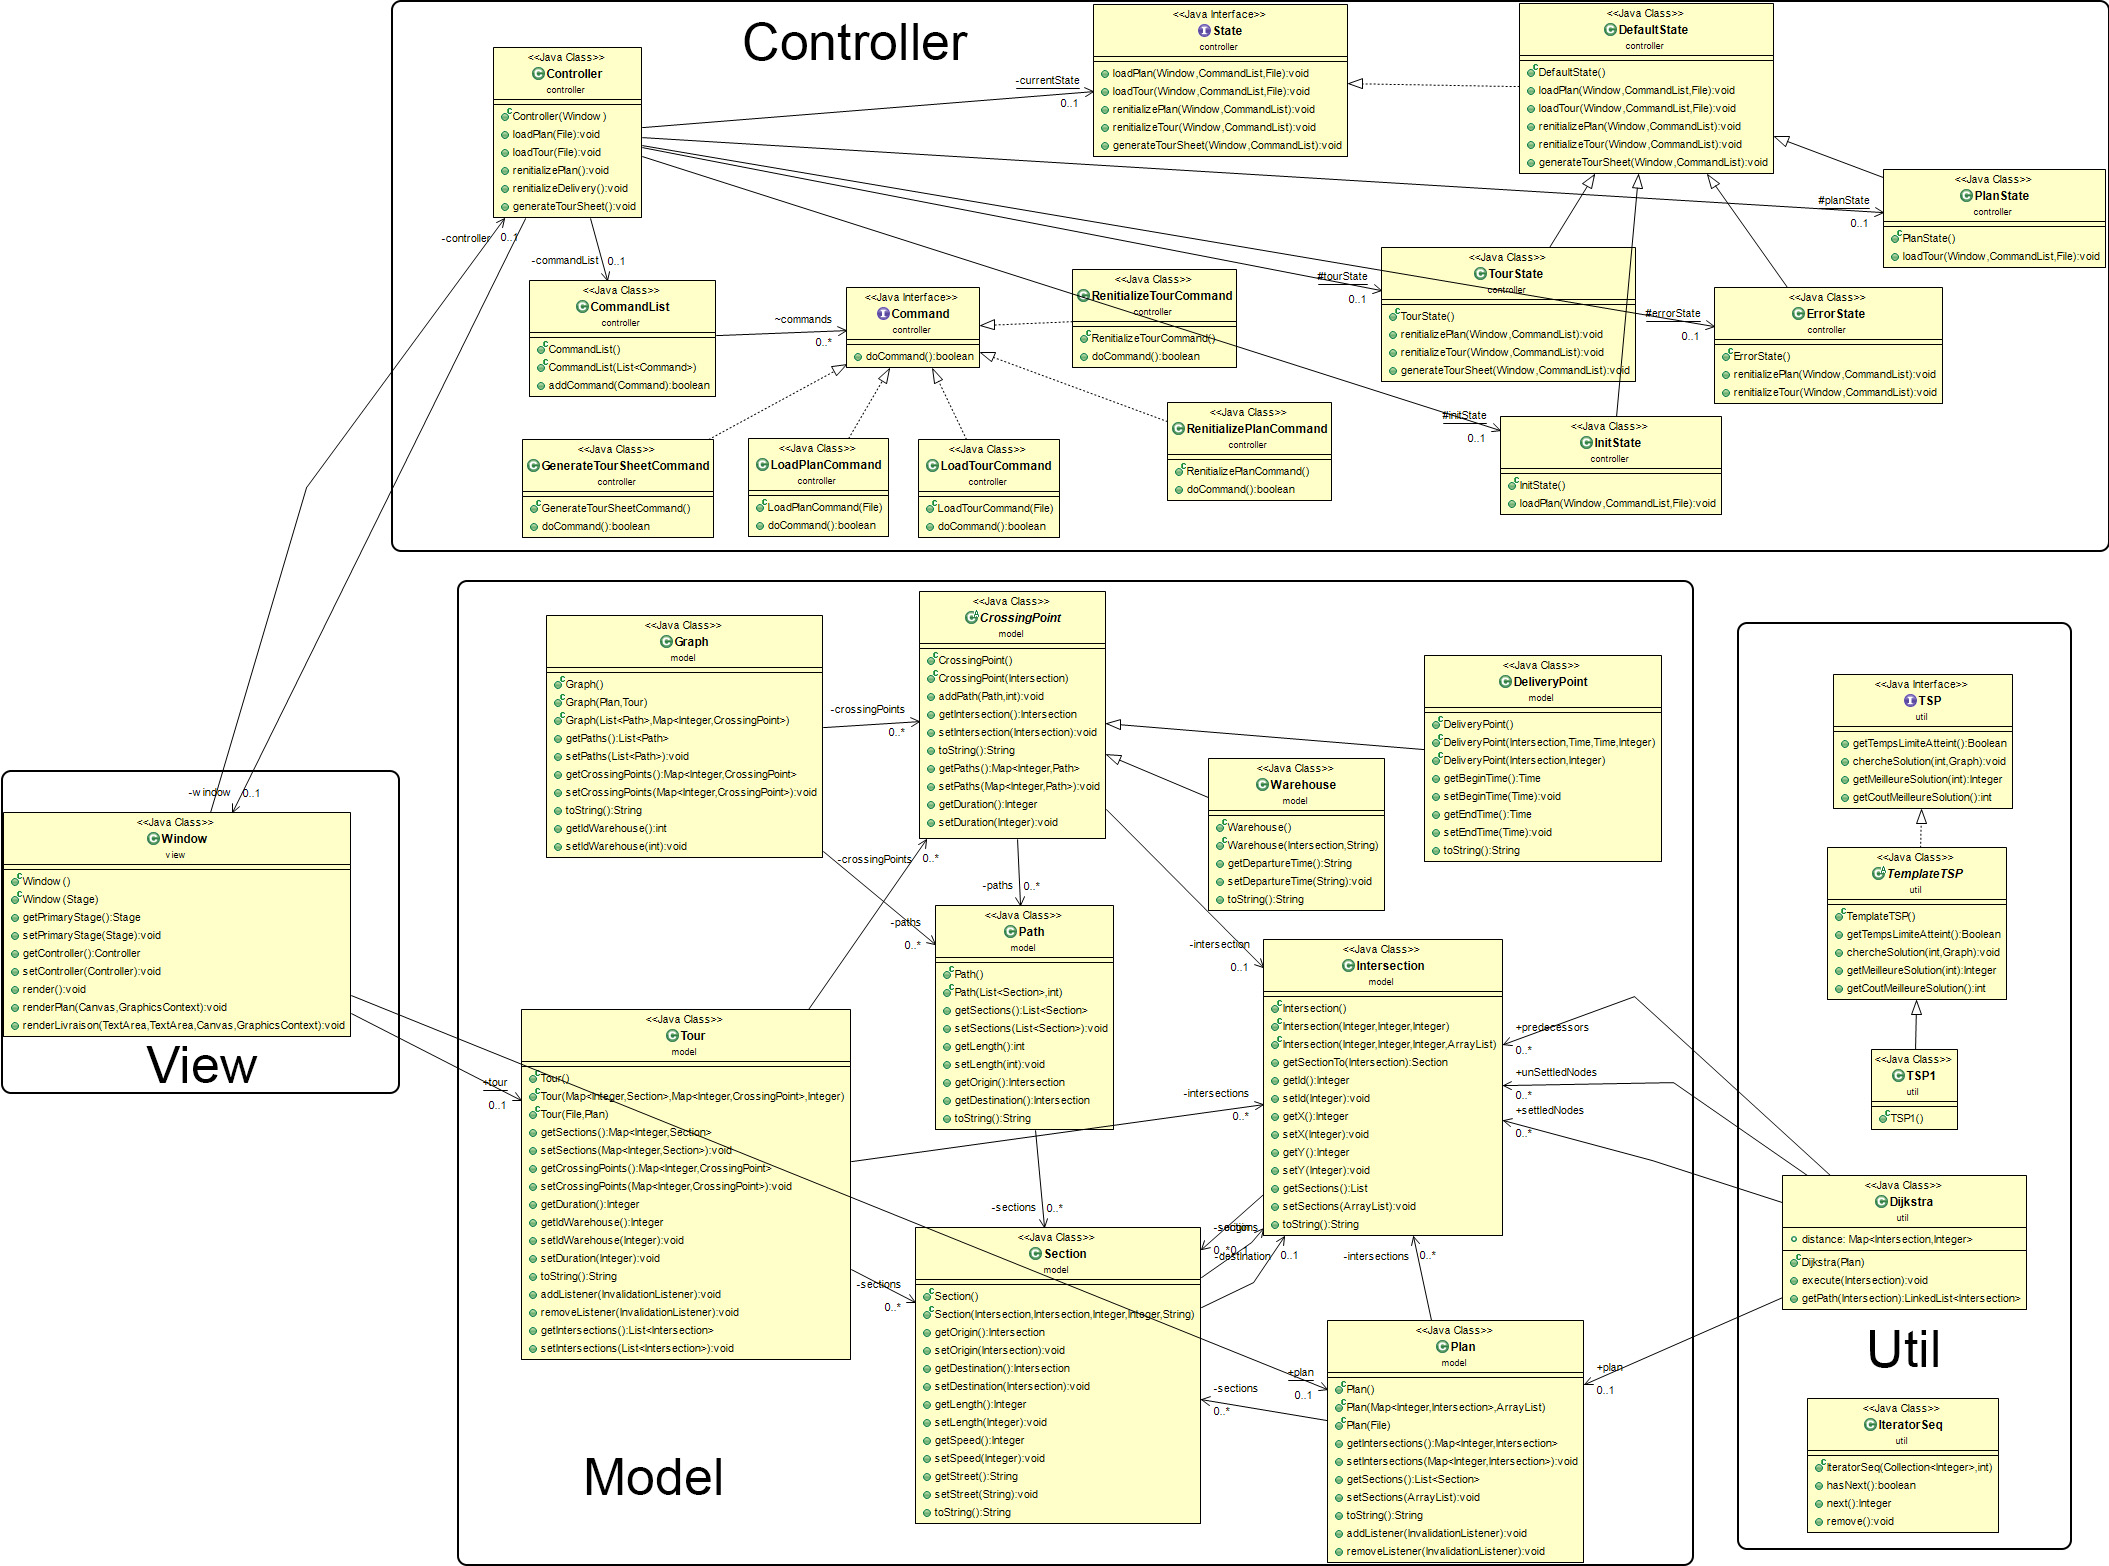 Controller
<<Java Class>>
Controller
controller
Controller(Window)
loadPlan(File):void
loadTour(File):void
renitializePlan():void
renitializeDelivery():void
generateTourSheet():void
<<Java Interface>>
State
controller
loadPlan(Window,CommandList,File):void
loadTour(Window,CommandList,File):void
renitializePlan(Window,CommandList):void
renitializeTour(Window,CommandList):void
generateTourSheet(Window,CommandList):void
<<Java Class>>
DefaultState
controller
DefaultState()
loadPlan(Window,CommandList,File):void
loadTour(Window,CommandList,File):void
renitializePlan(Window,CommandList):void
renitializeTour(Window,CommandList):void
generateTourSheet(Window,CommandList):void
<<Java Class>>
PlanState
controller
PlanState()
loadTour(Window,CommandList,File):void
-currentState
0..1
#planState
0..1
#tourState
0..1
#errorState
0..1
#initState
0..1
-controller
0..1
-commandList
0..1
<<Java Class>>
CommandList
controller
CommandList()
CommandList(List<Command>)
addCommand(Command):boolean
~commands
0..*
<<Java Interface>>
Command
controller
doCommand():boolean
<<Java Class>>
RenitializeTourCommand
controller
RenitializeTourCommand()
doCommand():boolean
<<Java Class>>
TourState
controller
TourState()
renitializePlan(Window,CommandList):void
renitializeTour(Window,CommandList):void
generateTourSheet(Window,CommandList):void
<<Java Class>>
ErrorState
controller
ErrorState()
renitializePlan(Window,CommandList):void
renitializeTour(Window,CommandList):void
<<Java Class>>
GenerateTourSheetCommand
controller
GenerateTourSheetCommand()
doCommand():boolean
<<Java Class>>
LoadPlanCommand
controller
LoadPlanCommand(File)
doCommand():boolean
<<Java Class>>
LoadTourCommand
controller
LoadTourCommand(File)
doCommand():boolean
<<Java Class>>
RenitializePlanCommand
controller
RenitializePlanCommand()
doCommand():boolean
<<Java Class>>
InitState
controller
InitState()
loadPlan(Window,CommandList,File):void
-window
0..1
<<Java Class>>
Window
view
Window()
Window(Stage)
getPrimaryStage():Stage
setPrimaryStage(Stage):void
getController():Controller
setController(Controller):void
render():void
renderPlan(Canvas,GraphicsContext):void
renderLivraison(TextArea,TextArea,Canvas,GraphicsContext):void
View
<<Java Class>>
Graph
model
Graph()
Graph(Plan,Tour)
Graph(List<Path>,Map<Integer,CrossingPoint>)
getPaths():List<Path>
setPaths(List<Path>):void
getCrossingPoints():Map<Integer,CrossingPoint>
setCrossingPoints(Map<Integer,CrossingPoint>):void
toString():String
getIdWarehouse():int
setIdWarehouse(int):void
-crossingPoints
0..*
<<Java Class>>
CrossingPoint
model
CrossingPoint()
CrossingPoint(Intersection)
addPath(Path,int):void
getIntersection():Intersection
setIntersection(Intersection):void
toString():String
getPaths():Map<Integer,Path>
setPaths(Map<Integer,Path>):void
getDuration():Integer
setDuration(Integer):void
<<Java Class>>
DeliveryPoint
model
DeliveryPoint()
DeliveryPoint(Intersection,Time,Time,Integer)
DeliveryPoint(Intersection,Integer)
getBeginTime():Time
setBeginTime(Time):void
getEndTime():Time
setEndTime(Time):void
toString():String
<<Java Class>>
Warehouse
model
Warehouse()
Warehouse(Intersection,String)
getDepartureTime():String
setDepartureTime(String):void
toString():String
-crossingPoints
0..*
-paths
0..*
-paths
0..*
<<Java Class>>
Path
model
Path()
Path(List<Section>,int)
getSections():List<Section>
setSections(List<Section>):void
getLength():int
setLength(int):void
getOrigin():Intersection
getDestination():Intersection
toString():String
-intersection
0..1
<<Java Class>>
Intersection
model
Intersection()
Intersection(Integer,Integer,Integer)
Intersection(Integer,Integer,Integer,ArrayList)
getSectionTo(Intersection):Section
getId():Integer
setId(Integer):void
getX():Integer
setX(Integer):void
getY():Integer
setY(Integer):void
getSections():List
setSections(ArrayList):void
toString():String
+predecessors
0..*
+unSettledNodes
0..*
+settledNodes
0..*
+tour
0..1
<<Java Class>>
Tour
model
Tour()
Tour(Map<Integer,Section>,Map<Integer,CrossingPoint>,Integer)
Tour(File,Plan)
getSections():Map<Integer,Section>
setSections(Map<Integer,Section>):void
getCrossingPoints():Map<Integer,CrossingPoint>
setCrossingPoints(Map<Integer,CrossingPoint>):void
getDuration():Integer
getIdWarehouse():Integer
setIdWarehouse(Integer):void
setDuration(Integer):void
toString():String
addListener(InvalidationListener):void
removeListener(InvalidationListener):void
getIntersections():List<Intersection>
setIntersections(List<Intersection>):void
-intersections
0..*
-sections
0..*
-sections
0..*
-sections
0..*
0..1
-destination
0..1
-intersections
0..*
<<Java Class>>
Section
model
Section()
Section(Intersection,Intersection,Integer,Integer,String)
getOrigin():Intersection
setOrigin(Intersection):void
getDestination():Intersection
setDestination(Intersection):void
getLength():Integer
setLength(Integer):void
getSpeed():Integer
setSpeed(Integer):void
getStreet():String
setStreet(String):void
toString():String
-sections
0..*
+plan
0..1
<<Java Class>>
Plan
model
Plan()
Plan(Map<Integer,Intersection>,ArrayList)
Plan(File)
getIntersections():Map<Integer,Intersection>
setIntersections(Map<Integer,Intersection>):void
getSections():List<Section>
setSections(ArrayList):void
toString():String
addListener(InvalidationListener):void
removeListener(InvalidationListener):void
+plan
0..1
Model
<<Java Interface>>
TSP
util
getTempsLimiteAtteint():Boolean
chercheSolution(int,Graph):void
getMeilleureSolution(int):Integer
getCoutMeilleureSolution():int
<<Java Class>>
TemplateTSP
util
TemplateTSP()
getTempsLimiteAtteint():Boolean
chercheSolution(int,Graph):void
getMeilleureSolution(int):Integer
getCoutMeilleureSolution():int
<<Java Class>>
TSP1
util
TSP1()
<<Java Class>>
Dijkstra
util
distance: Map<Intersection,Integer>
Dijkstra(Plan)
execute(Intersection):void
getPath(Intersection):LinkedList<Intersection>
Util
<<Java Class>>
IteratorSeq
util
IteratorSeq(Collection<Integer>,int)
hasNext():boolean
next():Integer
remove():void